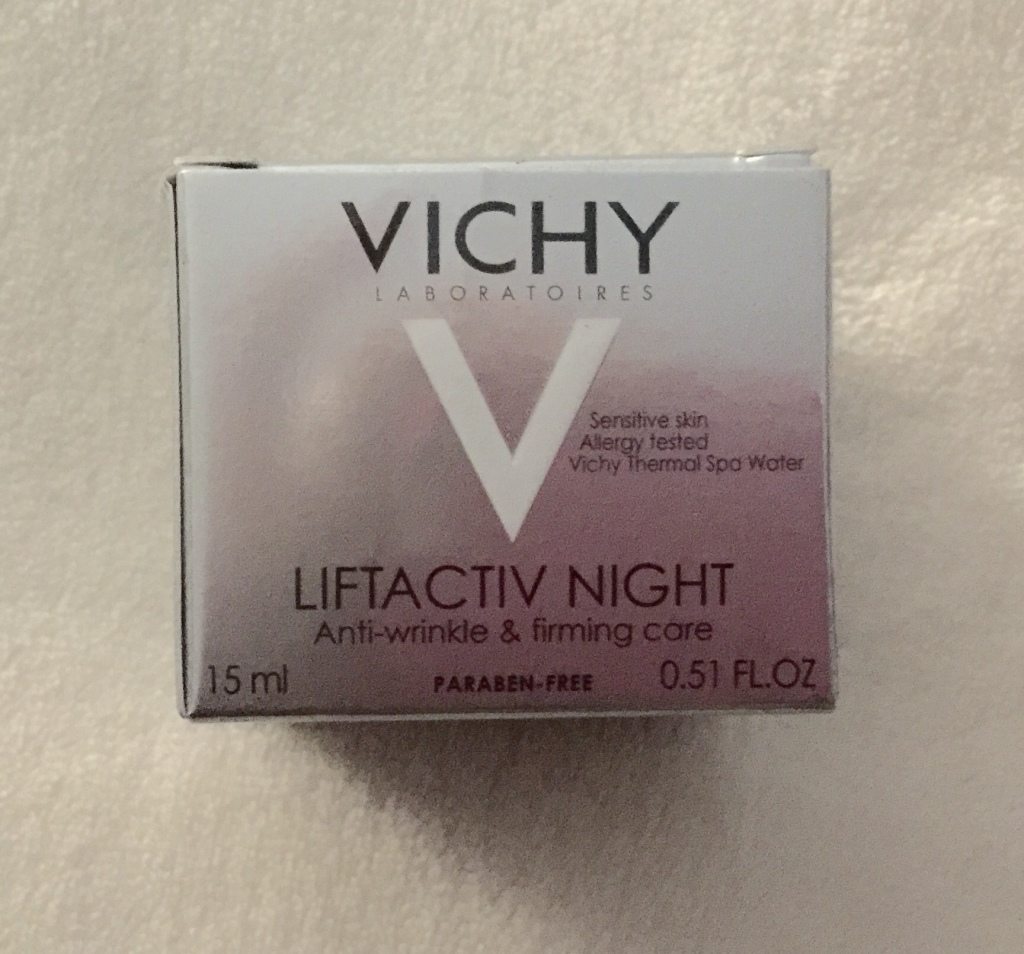 VICHY
LABORATOIRES
V
Sensitive skin
Allergy tested
Vichy Thermal Spa Water
LIFTACTIV NIGHT
Anti-wrinkle & firming care
15 ml PARABEN-FREE 0.51 FL.OZ